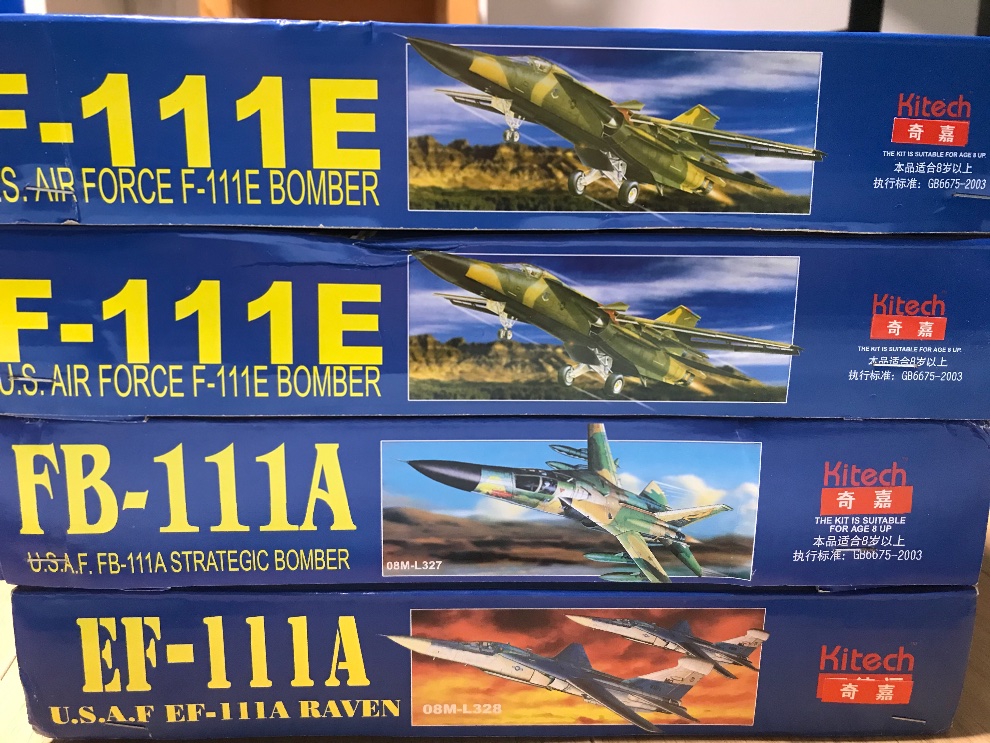 F-111E
U.S. AIR FORCE F-111E BOMBER
Kitech
奇嘉
THE KIT IS SUITABLE FOR AGE 8 UP.
本品适合8岁以上
执行标准: GB6675-2003
F-111E
U.S. AIR FORCE F-111E BOMBER
Kitech
奇嘉
THE KIT IS SUITABLE FOR AGE 8 UP.
本品适合8岁以上
执行标准: GB6675-2003
FB-111A
U.S.A.F. FB-111A STRATEGIC BOMBER
08M-L327
Kitech
奇嘉
THE KIT IS SUITABLE
FOR AGE 8 UP
本品适合8岁以上
执行标准: GB6675-2003
EF-111A
U.S.A.F EF-111A RAVEN
08M-L328
Kitech
奇嘉